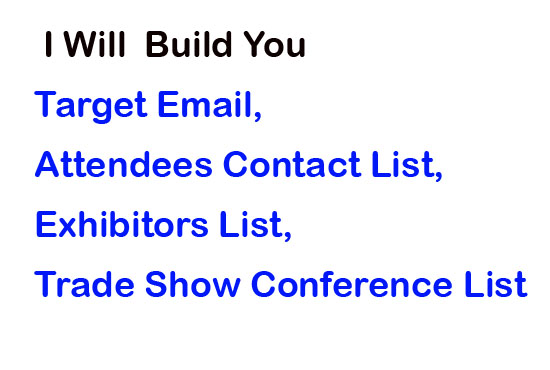 I Will Build You
Target Email,
Attendees Contact List,
Exhibitors List,
Trade Show Conference List